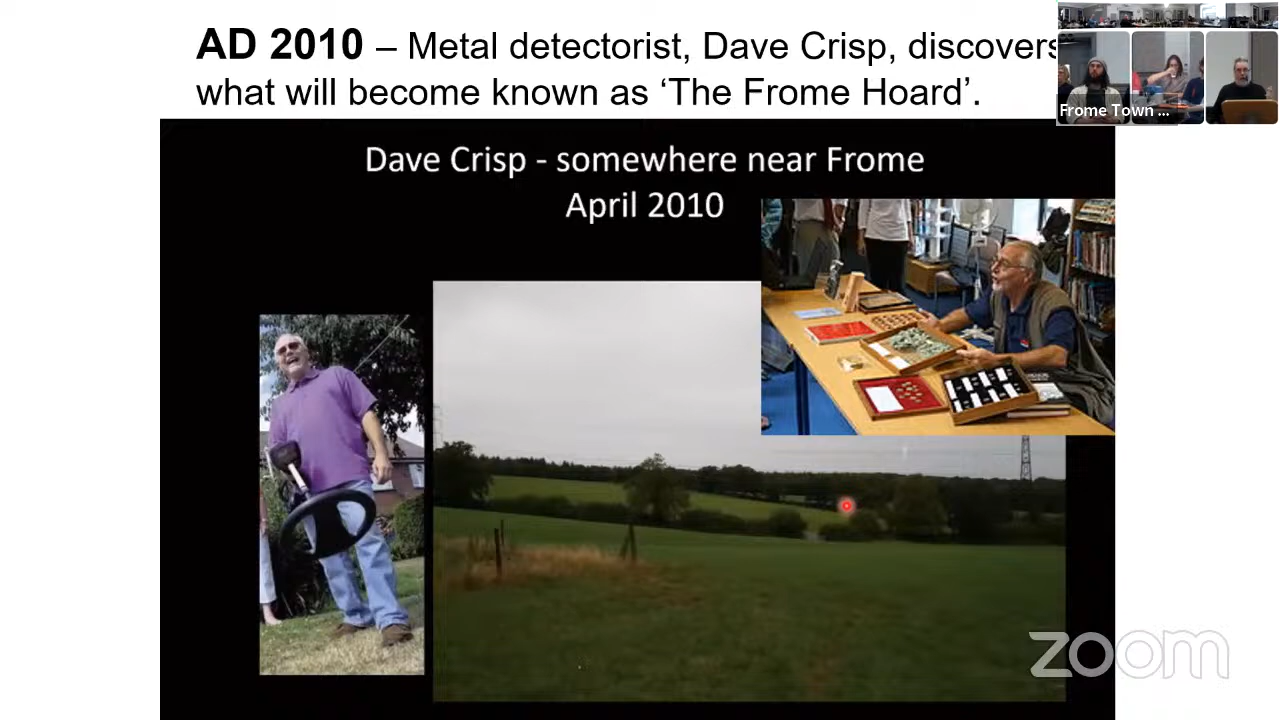 AD 2010 – Metal detectorist, Dave Crisp, discovers
what will become known as ‘The Frome Hoard’.
Frome Town ...
Dave Crisp - somewhere near Frome
April 2010
zoom